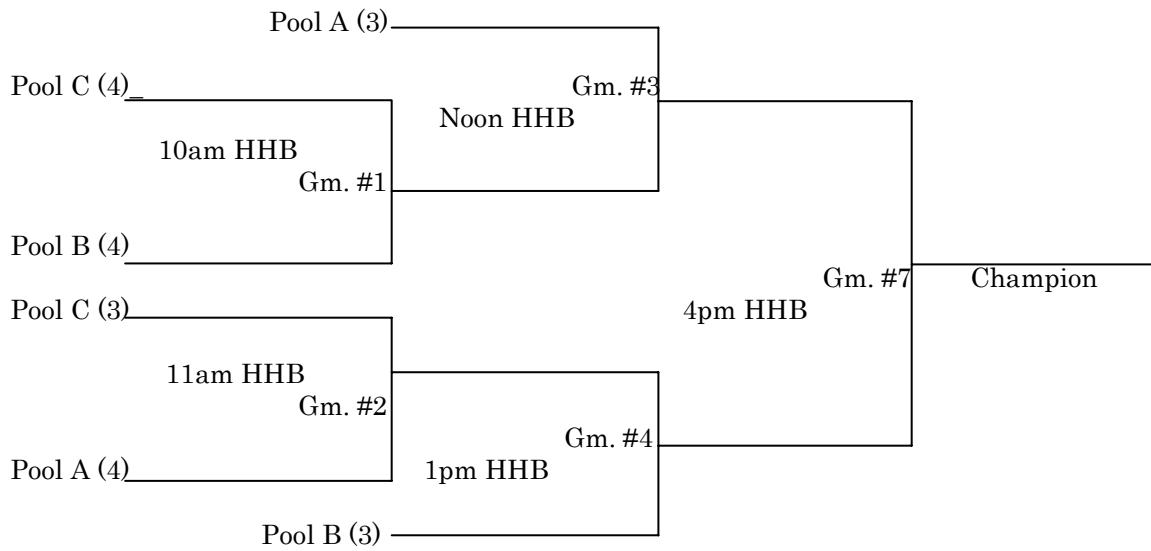 Pool A (3)
Pool C (4)_
Gm. #3
Noon HHB
10am HHB
Gm. #1
Pool B (4)
Gm. #7
Champion
Pool C (3)
4pm HHB
11am HHB
Gm. #2
Gm. #4
Pool A (4)
1pm HHB
Pool B (3)